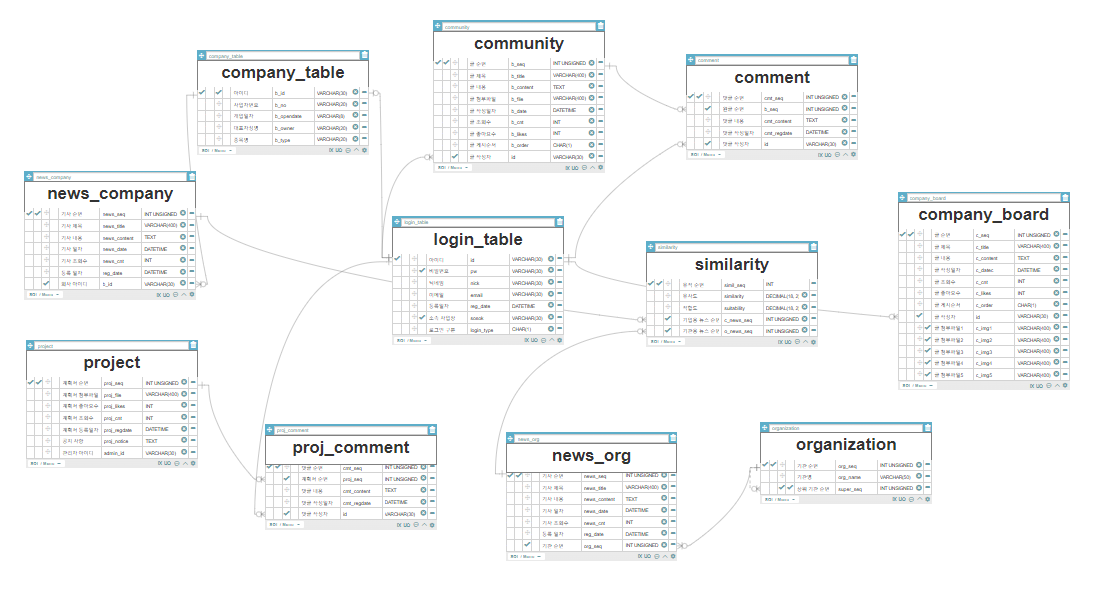 company_table
company_table
아이디 b_id VARCHAR(30)
사업자번호 b_no VARCHAR(20)
개업일자 b_opendate VARCHAR(8)
대표자성명 b_owner VARCHAR(20)
종목명 b_type VARCHAR(20)
community
community
글 순번 b_seq INT UNSIGNED
글 제목 b_title VARCHAR(400)
글 내용 b_content TEXT
글 첨부파일 b_file VARCHAR(400)
글 작성일자 b_date DATETIME
글 조회수 b_cnt INT
글 좋아요수 b_likes INT
글 게시순서 b_order CHAR(1)
글 작성자 id VARCHAR(30)
comment
comment
댓글 순번 cmt_seq INT UNSIGNED
원글 순번 b_seq INT UNSIGNED
댓글 내용 cmt_content TEXT
댓글 작성일자 cmt_regdate DATETIME
댓글 작성자 id VARCHAR(30)
news_company
news_company
기사 순번 news_seq INT UNSIGNED
기사 제목 news_title VARCHAR(400)
기사 내용 news_content TEXT
기사 일자 news_date DATETIME
기사 조회수 news_cnt INT
등록 일자 reg_date DATETIME
회사 아이디 b_id VARCHAR(30)
login_table
login_table
아이디 id VARCHAR(30)
비밀번호 pw VARCHAR(30)
닉네임 nick VARCHAR(30)
이메일 email VARCHAR(30)
등록일자 reg_date DATETIME
소속 사업장 sosok VARCHAR(30)
로그인 구분 login_type CHAR(1)
similarity
similarity
유사 순번 simil_seq INT
유사도 similarity
적합도 suitability
기업용 뉴스 순번 c_news_seq INT UNSIGNED
기관용 뉴스 순번 o_news_seq INT UNSIGNED
company_board
company_board
글 순번 c_seq INT UNSIGNED
글 제목 c_title VARCHAR(400)
글 내용 c_content TEXT
글 작성일자 c_datec DATETIME
글 조회수 c_cnt INT
글 좋아요수 c_likes INT
글 게시순서 c_order CHAR(1)
글 작성자 id VARCHAR(30)
글 첨부파일1 c_img1 VARCHAR(400)
글 첨부파일2 c_img2 VARCHAR(400)
글 첨부파일3 c_img3 VARCHAR(400)
글 첨부파일4 c_img4 VARCHAR(400)
글 첨부파일5 c_img5 VARCHAR(400)
project
project
계획서 순번 proj_seq INT UNSIGNED
계획서 첨부파일 proj_file VARCHAR(400)
계획서 좋아요수 proj_likes INT
계획서 조회수 proj_cnt INT
계획서 등록일자 proj_regdate DATETIME
공지 사항 proj_notice TEXT
관리자 아이디 admin_id VARCHAR(30)
proj_comment
proj_comment
댓글 순번 cmt_seq INT UNSIGNED
계획서 순번 proj_seq INT UNSIGNED
댓글 내용 cmt_content TEXT
댓글 작성일자 cmt_regdate DATETIME
댓글 작성자 id VARCHAR(30)
news_org
news_org
기사 순번 news_seq INT UNSIGNED
기사 제목 news_title VARCHAR(400)
기사 내용 news_content TEXT
기사 일자 news_date DATETIME
기사 조회수 news_cnt INT
등록 일자 reg_date DATETIME
기관 순번 org_seq INT UNSIGNED
organization
organization
기관 순번 org_seq INT UNSIGNED
기관명 org_name VARCHAR(50)
상위 기관 순번 super_seq INT UNSIGNED